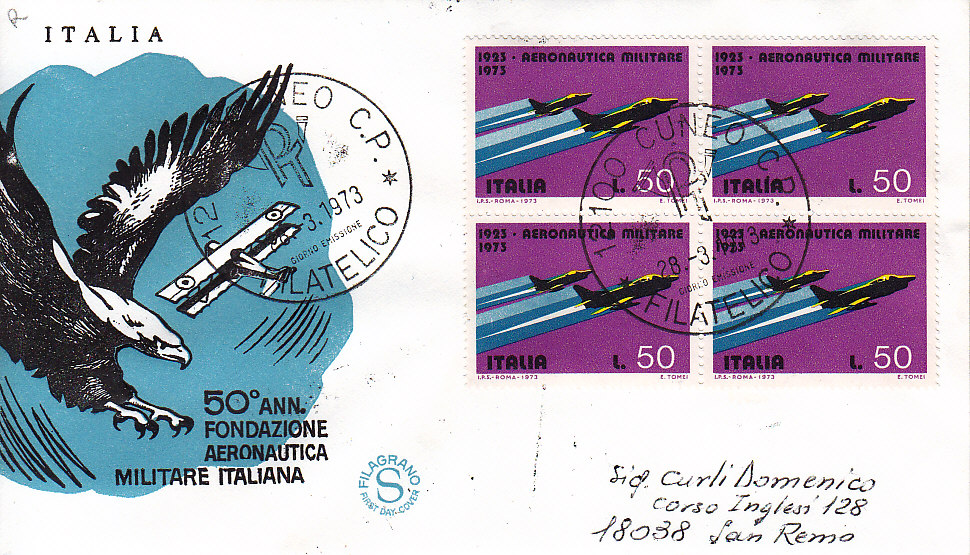 ITALIA
1923 · AERONAUTICA MILITARE
1973
ITALIA L. 50
I.P.S.-ROMA-1973 E. TOMEI
1923 · AERONAUTICA MILITARE
1973
ITALIA L. 50
I.P.S.-ROMA-1973 E. TOMEI
1923 · AERONAUTICA MILITARE
1973
ITALIA L. 50
I.P.S.-ROMA-1973 E. TOMEI
1923 · AERONAUTICA MILITARE
1973
ITALIA L. 50
I.P.S.-ROMA-1973 E. TOMEI
12100 CUNEO C.P.
28.-3.1973
GIORNO EMISSIONE
FILATELICO
NEO C.P.
3.1973
GIORNO EMISSIONE
FILATELICO
50° ANN.
FONDAZIONE
AERONAUTICA
MILITARE ITALIANA
FILAGRANO
S
FIRST DAY COVER
Sig. Curli Domenico
Corso Inglesi 128
18038 San Remo